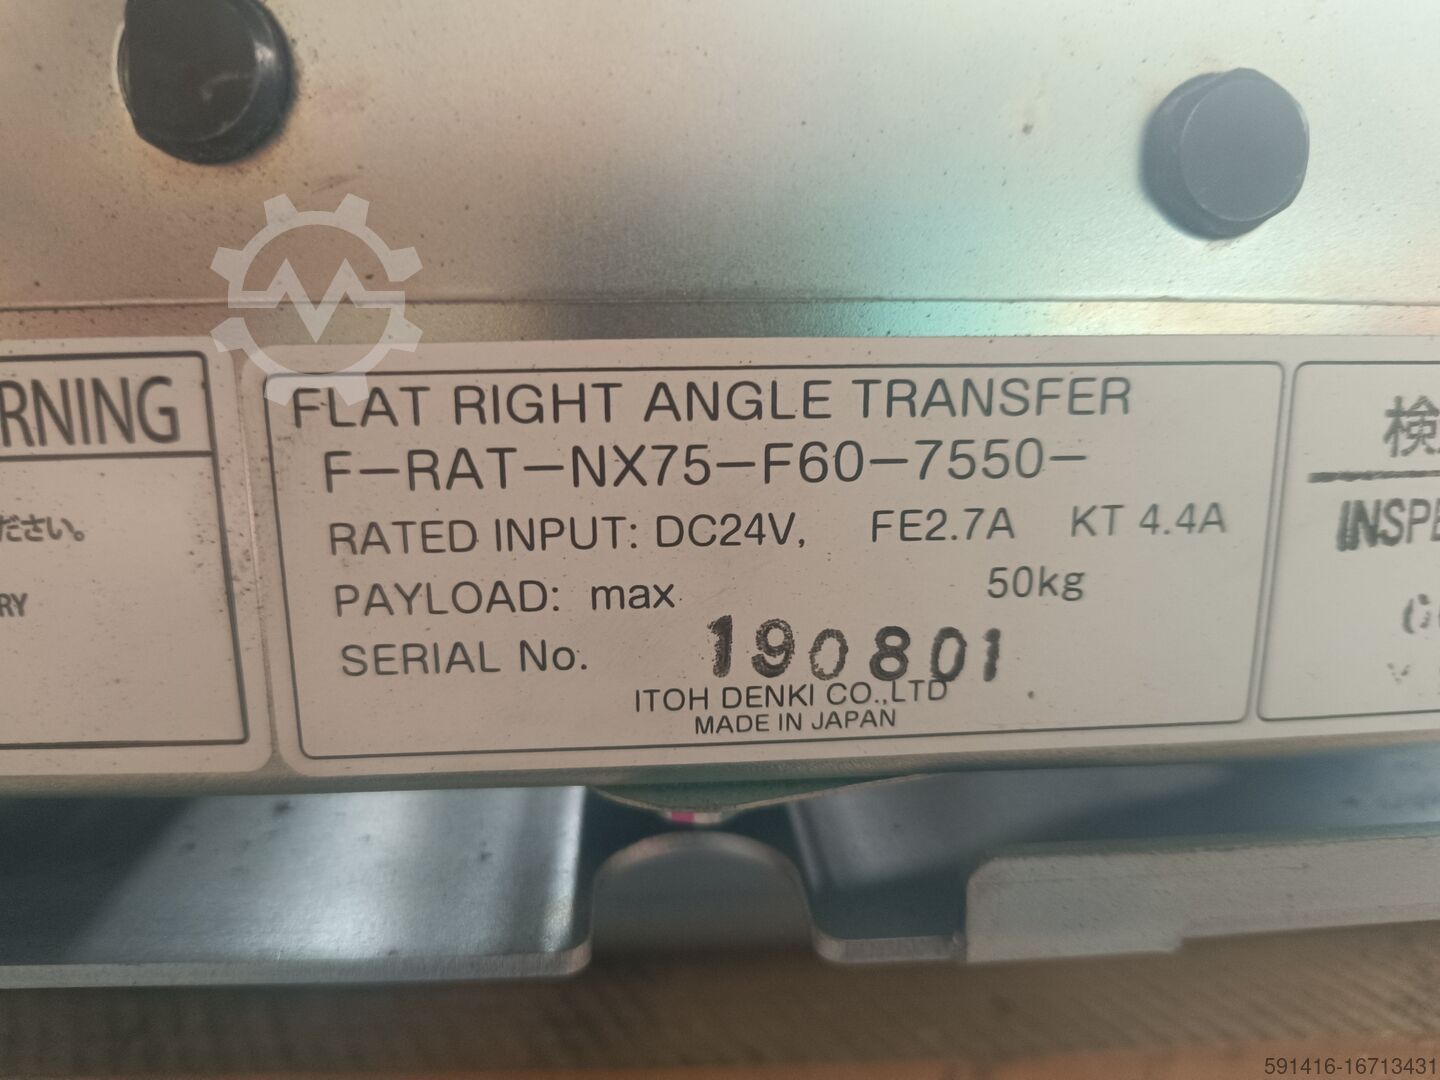 RNING
ださい。
RY
FLAT RIGHT ANGLE TRANSFER
F-RAT-NX75-F60-7550-
RATED INPUT: DC24V, FE2.7A KT 4.4A
PAYLOAD: max 50kg
SERIAL No. 190801
ITOH DENKI CO.,LTD
MADE IN JAPAN
検
INSPE
591416-16713431